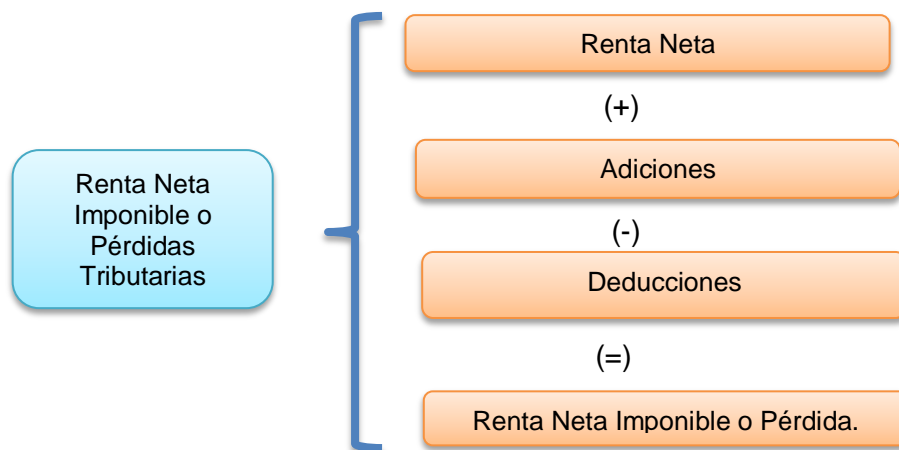 Renta Neta
Imponible o
Pérdidas
Tributarias
Renta Neta
(+)
Adiciones
(-)
Deducciones
(=)
Renta Neta Imponible o Pérdida.